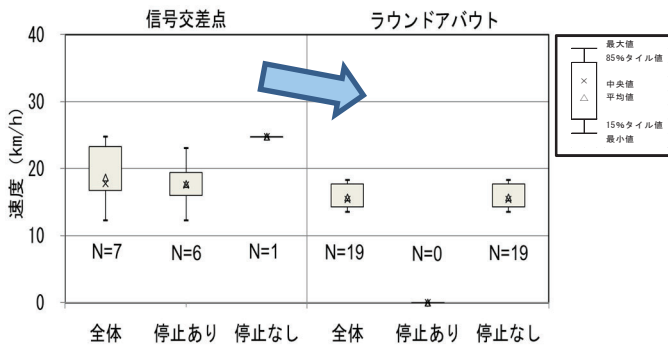 信号交差点
ラウンドアバウト
40
30
20
10
0
速度（km/h）
N=7
N=6
N=1
N=19
N=0
N=19
全体
停止あり
停止なし
全体
停止あり
停止なし
最大値
85%タイル値
中央値
平均値
15%タイル値
最小値